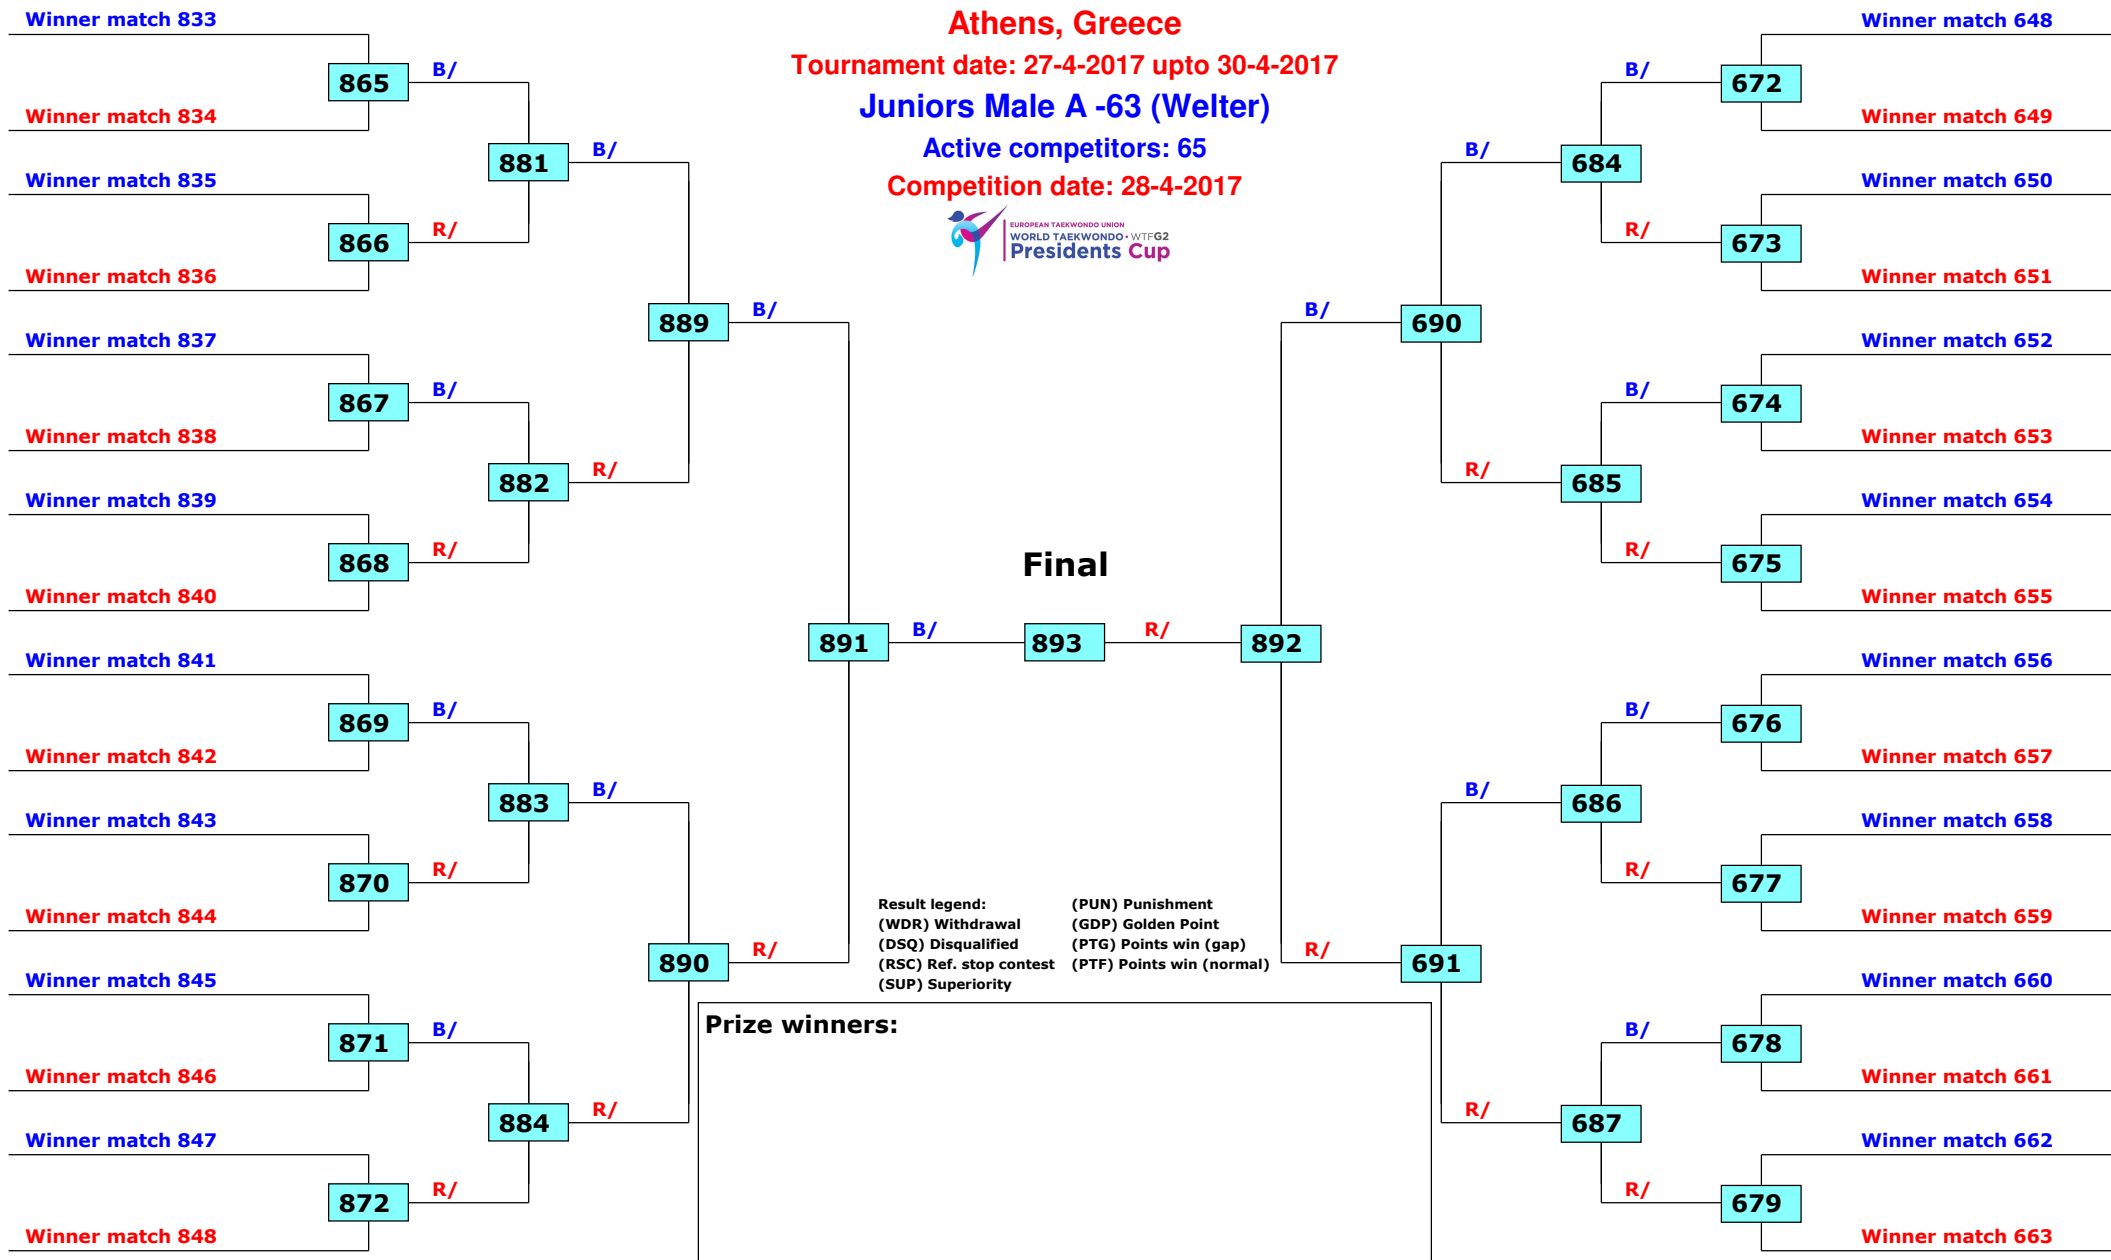 Athens, Greece
Tournament date: 27-4-2017 upto 30-4-2017
Juniors Male A -63 (Welter)
Active competitors: 65
Competition date: 28-4-2017
EUROPEAN TAEKWONDO UNION
WORLD TAEKWONDO • WTFG2
Presidents Cup
Winner match 833
865
B/
Winner match 834
881
B/
Winner match 835
866
R/
Winner match 836
889
B/
Winner match 837
867
B/
Winner match 838
882
R/
Winner match 839
868
R/
Winner match 840
891
B/
Winner match 841
869
B/
Winner match 842
883
B/
Winner match 843
870
R/
Winner match 844
890
R/
Winner match 845
871
B/
Winner match 846
884
R/
Winner match 847
872
R/
Winner match 848
Final
893
R/
892
Winner match 648
B/
672
Winner match 649
B/
684
Winner match 650
R/
673
Winner match 651
B/
690
Winner match 652
B/
674
Winner match 653
R/
685
Winner match 654
R/
675
Winner match 655
Winner match 656
B/
676
Winner match 657
B/
686
Winner match 658
R/
677
Winner match 659
R/
691
Winner match 660
B/
678
Winner match 661
R/
687
Winner match 662
R/
679
Winner match 663
Result legend:
(WDR) Withdrawal
(DSQ) Disqualified
(RSC) Ref. stop contest
(SUP) Superiority
(PUN) Punishment
(GDP) Golden Point
(PTG) Points win (gap)
(PTF) Points win (normal)
Prize winners: